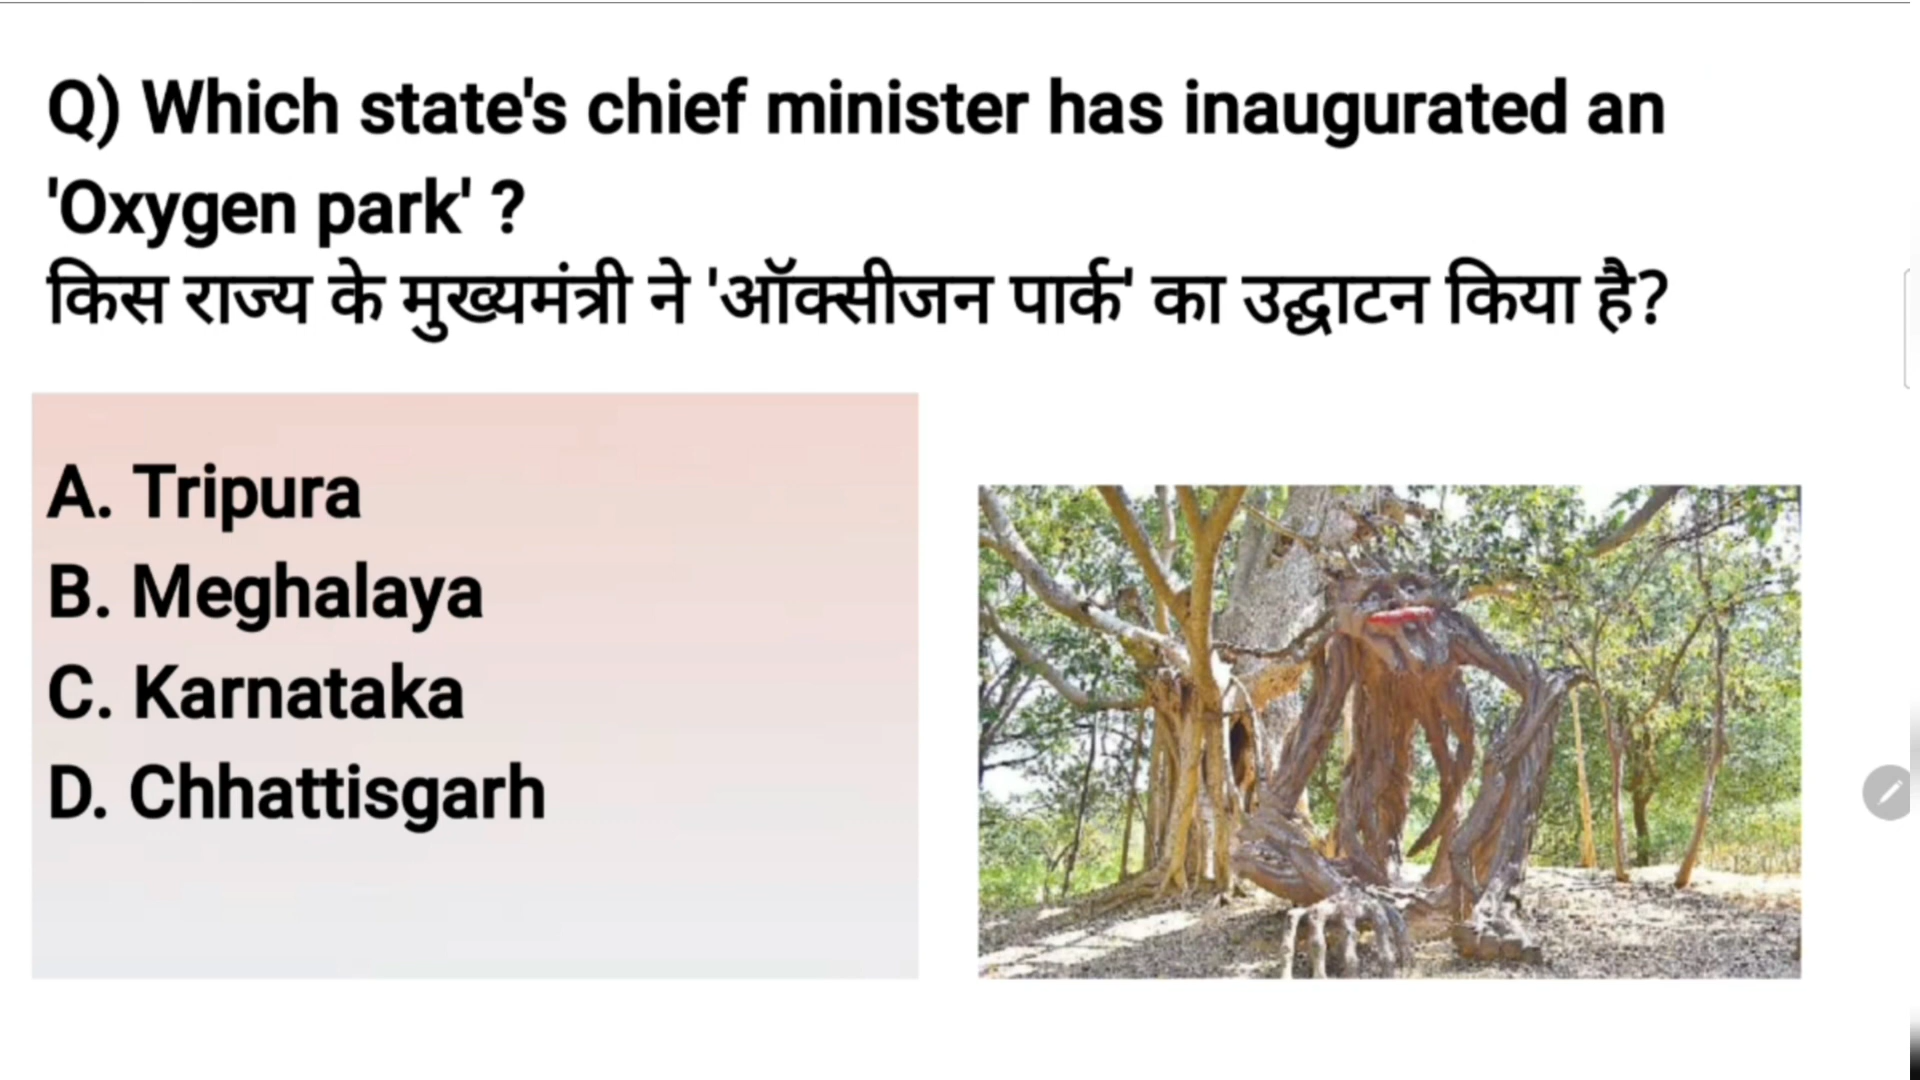 Q) Which state's chief minister has inaugurated an
'Oxygen park' ?
किस राज्य के मुख्यमंत्री ने 'ऑक्सीजन पार्क' का उद्घाटन किया है?
A. Tripura
B. Meghalaya
C. Karnataka
D. Chhattisgarh